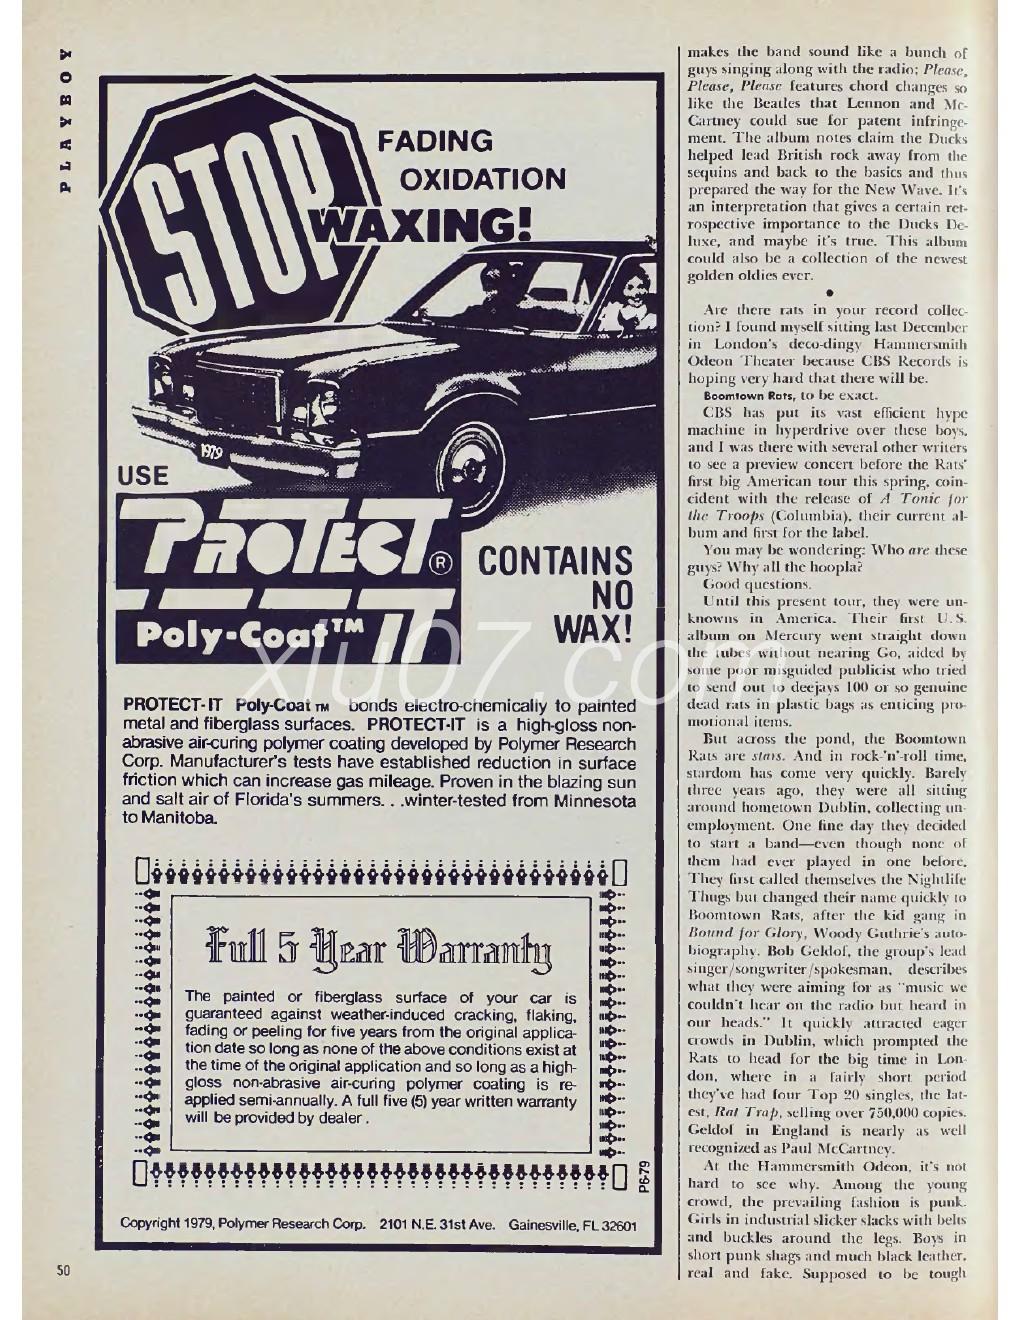 PLAYBOY
STOP
FADING
OXIDATION
WAXING!
1979
USE
PROTECT®
IT
Poly-Coat™
CONTAINS
NO
WAX!
PROTECT-IT Poly-Coat TM bonds electro-chemically to painted
metal and fiberglass surfaces. PROTECT-IT is a high-gloss non-
abrasive air-curing polymer coating developed by Polymer Research
Corp. Manufacturer's tests have established reduction in surface
friction which can increase gas mileage. Proven in the blazing sun
and salt air of Florida's summers. . .winter-tested from Minnesota
to Manitoba.
Full 5 Year Warranty
The painted or fiberglass surface of your car is
guaranteed against weather-induced cracking, flaking,
fading or peeling for five years from the original applica-
tion date so long as none of the above conditions exist at
the time of the original application and so long as a high-
gloss non-abrasive air-curing polymer coating is re-
applied semi-annually. A full five (5) year written warranty
will be provided by dealer.
P6-79
Copyright 1979, Polymer Research Corp. 2101 N.E. 31st Ave. Gainesville, FL 32601
50
makes the band sound like a bunch of
guys singing along with the radio; Please,
Please, Please features chord changes so
like the Beatles that Lennon and Mc-
Cartney could sue for patent infringe-
ment. The album notes claim the Ducks
helped lead British rock away from the
sequins and back to the basics and thus
prepared the way for the New Wave. It's
an interpretation that gives a certain ret-
rospective importance to the Ducks De-
luxe, and maybe it's true. This album
could also be a collection of the newest
golden oldies ever.
•
Are there rats in your record collec-
tion? I found myself sitting last December
in London's deco-dingy Hammersmith
Odeon Theater because CBS Records is
hoping very hard that there will be.
Boomtown Rats, to be exact.
CBS has put its vast efficient hype
machine in hyperdrive over these boys,
and I was there with several other writers
to see a preview concert before the Rats'
first big American tour this spring, coin-
cident with the release of A Tonic for
the Troops (Columbia), their current al-
bum and first for the label.
You may be wondering: Who are these
guys? Why all the hoopla?
Good questions.
Until this present tour, they were un-
knowns in America. Their first U.S.
album on Mercury went straight down
the tubes without nearing Go, aided by
some poor misguided publicist who tried
to send out to deejays 100 or so genuine
dead rats in plastic bags as enticing pro-
motional items.
But across the pond, the Boomtown
Rats are stars. And in rock-'n'-roll time,
stardom has come very quickly. Barely
three years ago, they were all sitting
around hometown Dublin, collecting un-
employment. One fine day they decided
to start a band—even though none of
them had ever played in one before.
They first called themselves the Nightlife
Thugs but changed their name quickly to
Boomtown Rats, after the kid gang in
Bound for Glory, Woody Guthrie's auto-
biography. Bob Geldof, the group's lead
singer/songwriter/spokesman, describes
what they were aiming for as "music we
couldn't hear on the radio but heard in
our heads." It quickly attracted eager
crowds in Dublin, which prompted the
Rats to head for the big time in Lon-
don, where in a fairly short period
they've had four Top 20 singles, the lat-
est, Rat Trap, selling over 750,000 copies.
Geldof in England is nearly as well
recognized as Paul McCartney.
At the Hammersmith Odeon, it's not
hard to see why. Among the young
crowd, the prevailing fashion is punk.
Girls in industrial slicker slacks with belts
and buckles around the legs. Boys in
short punk shags and much black leather,
real and fake. Supposed to be tough
xiu07.com